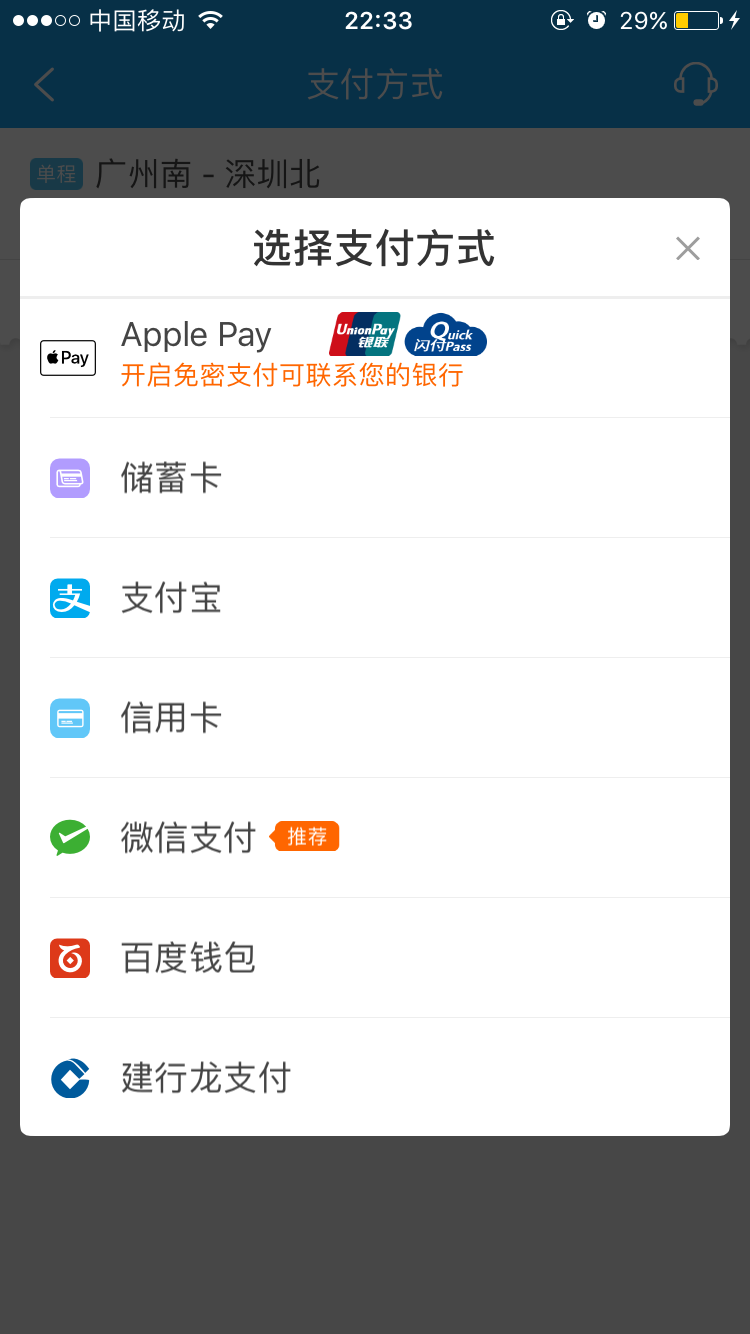 中国移动 22:33 29%
支付方式
单程 广州南 - 深圳北
选择支付方式
Pay Apple Pay UnionPay 银联 Quick 闪付Pass
开启免密支付可联系您的银行
储蓄卡
支 支付宝
信用卡
微信支付 推荐
百度钱包
建行龙支付